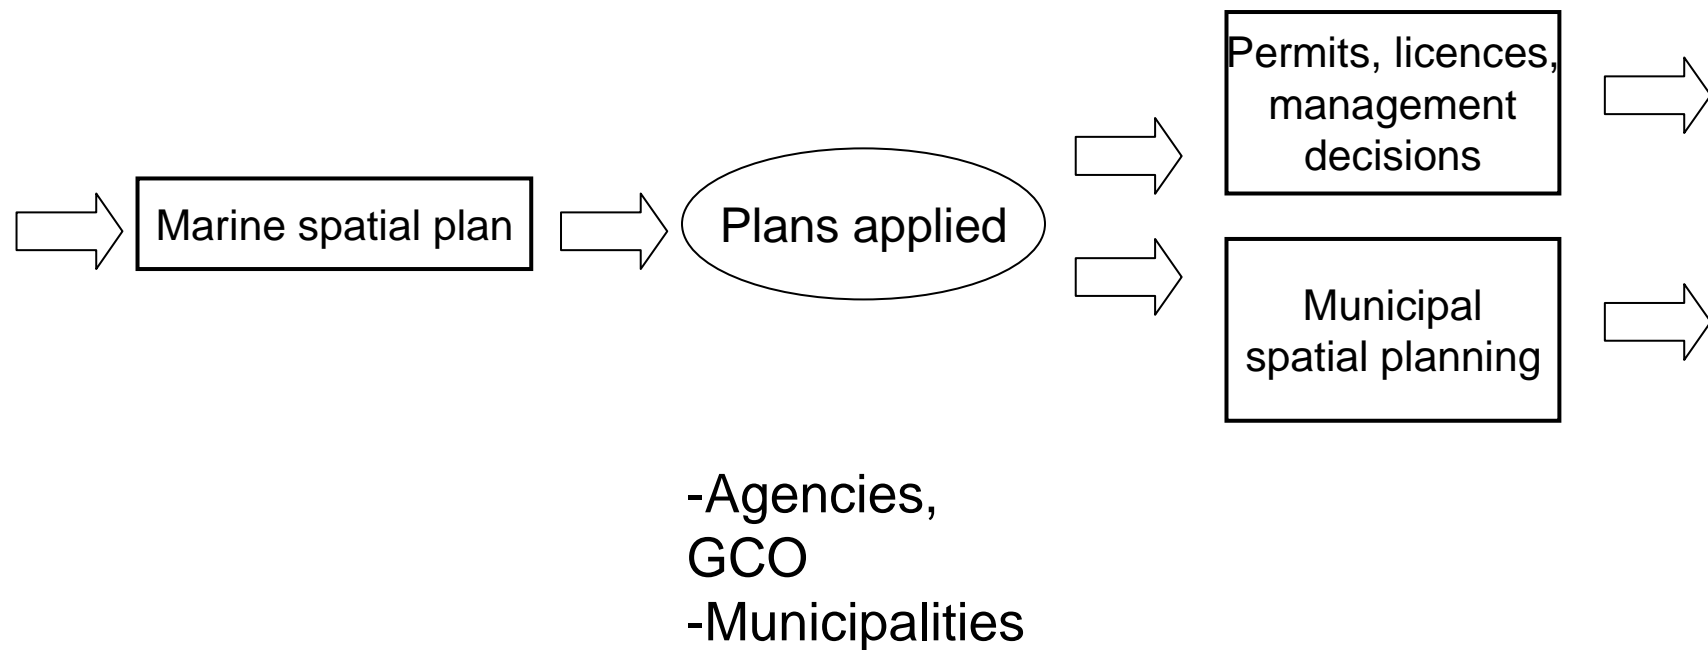 Marine spatial plan
Plans applied
Permits, licences,
management
decisions
Municipal
spatial planning
-Agencies,
GCO
-Municipalities